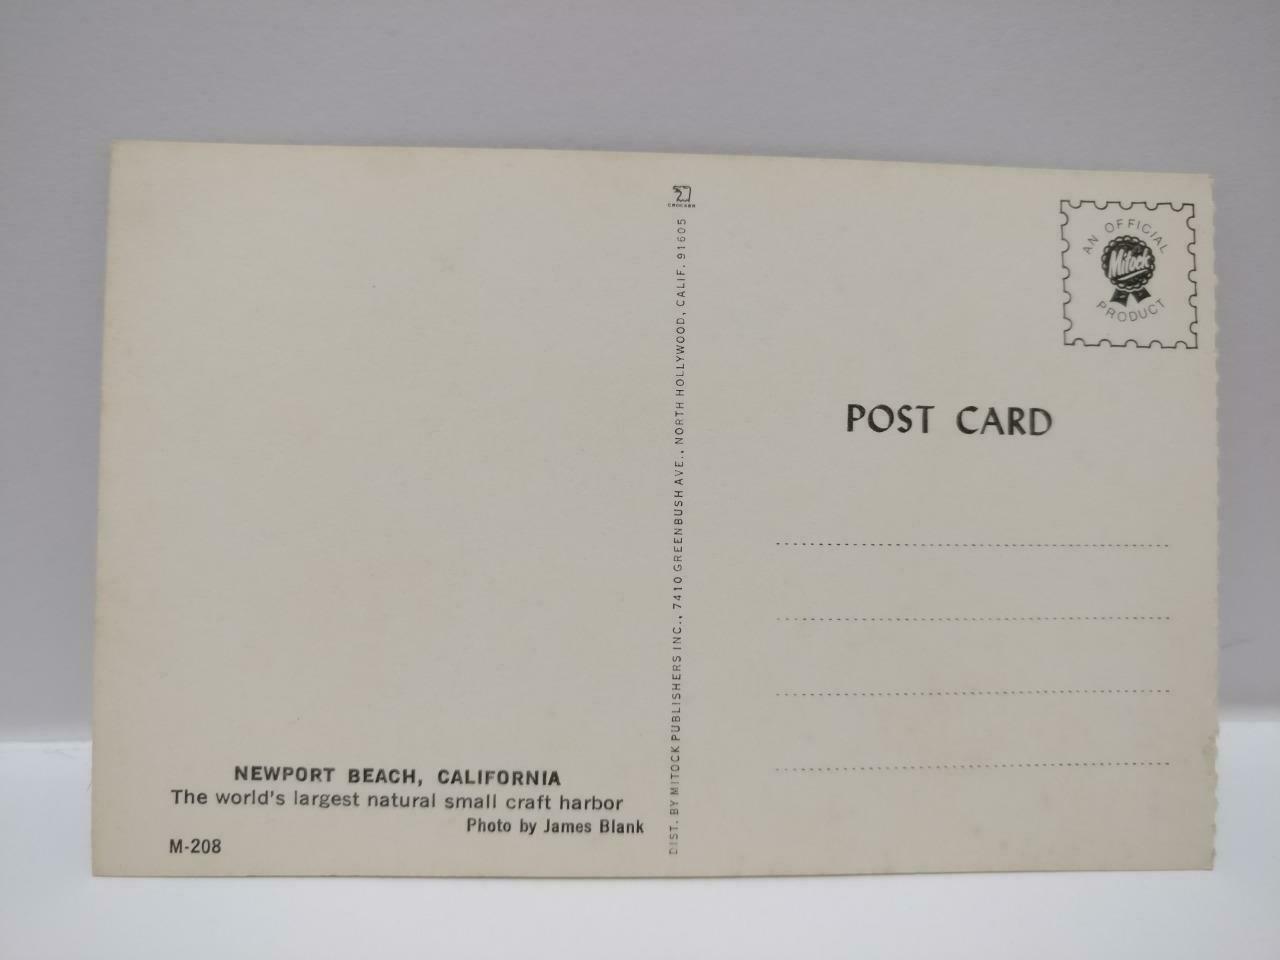 CROCKER
AN OFFICIAL
Mitock
PRODUCT
POST CARD
DIST. BY MITOCK PUBLISHERS INC., 7410 GREENBUSH AVE., NORTH HOLLYWOOD, CALIF. 91605
NEWPORT BEACH, CALIFORNIA
The world's largest natural small craft harbor
Photo by James Blank
M-208